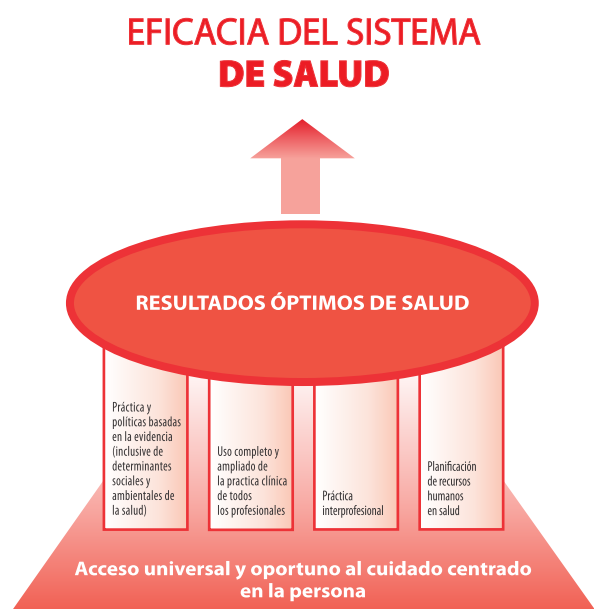 EFICACIA DEL SISTEMA
DE SALUD
RESULTADOS ÓPTIMOS DE SALUD
Práctica y
políticas basadas
en la evidencia
(inclusive de
determinantes
sociales y
ambientales de
la salud)
Uso completo y
ampliado de
la practica clínica
de todos
los profesionales
Práctica
interprofesional
Planificación
de recursos
humanos
en salud
Acceso universal y oportuno al cuidado centrado
en la persona